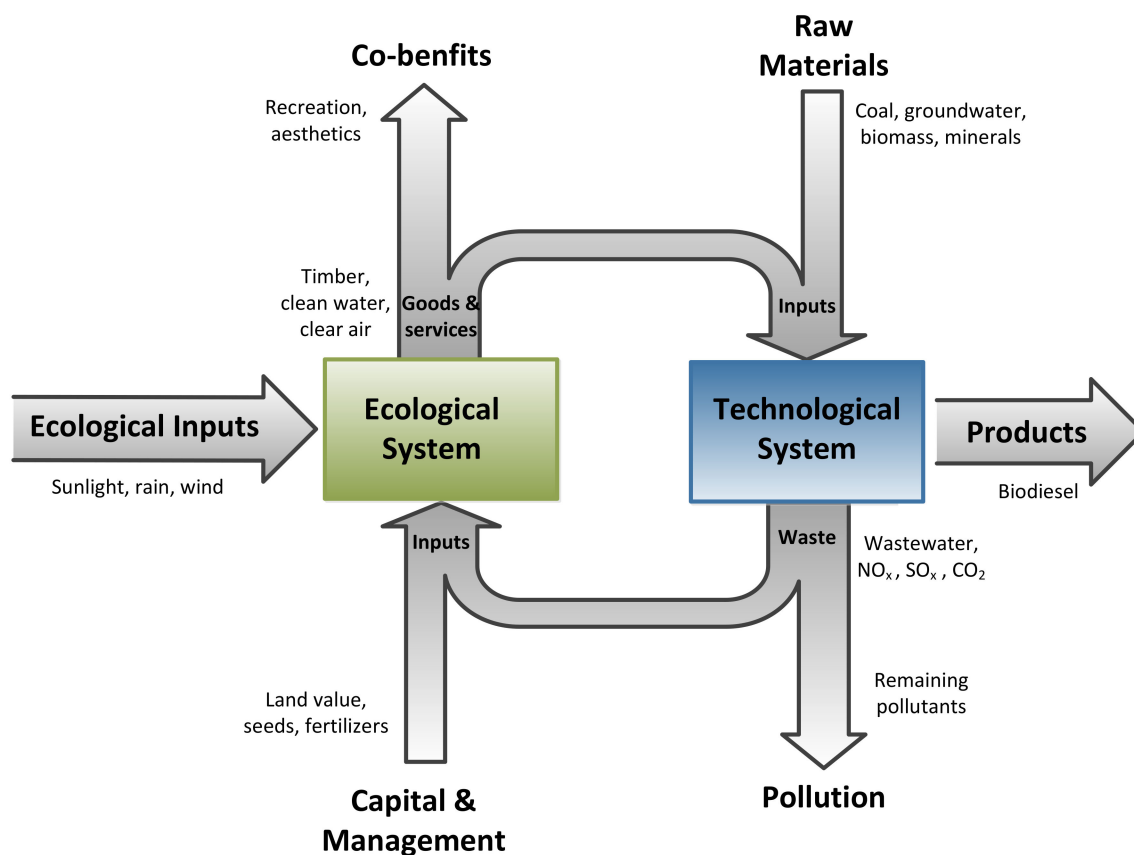 Co-benfits
Recreation,
aesthetics
Raw
Materials
Coal, groundwater,
biomass, minerals
Timber,
clean water,
clear air
Goods &
services
Inputs
Ecological Inputs
Sunlight, rain, wind
Ecological
System
Technological
System
Products
Biodiesel
Inputs
Waste
Wastewater,
NOₓ , SOₓ , CO₂
Land value,
seeds, fertilizers
Remaining
pollutants
Capital &
Management
Pollution